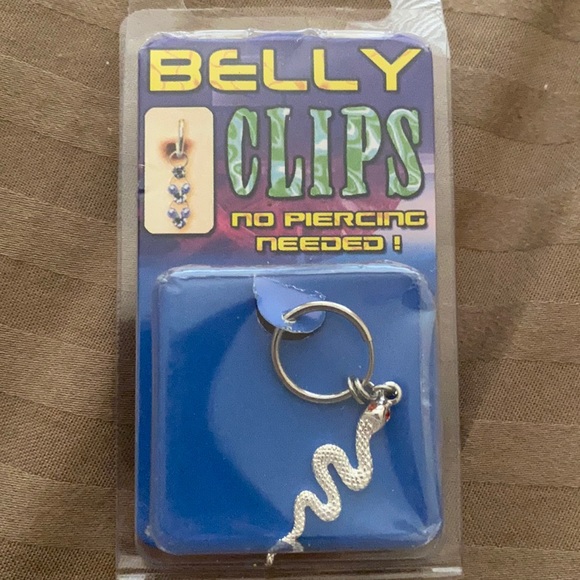 BELLY
CLIPS
NO PIERCING
NEEDED !